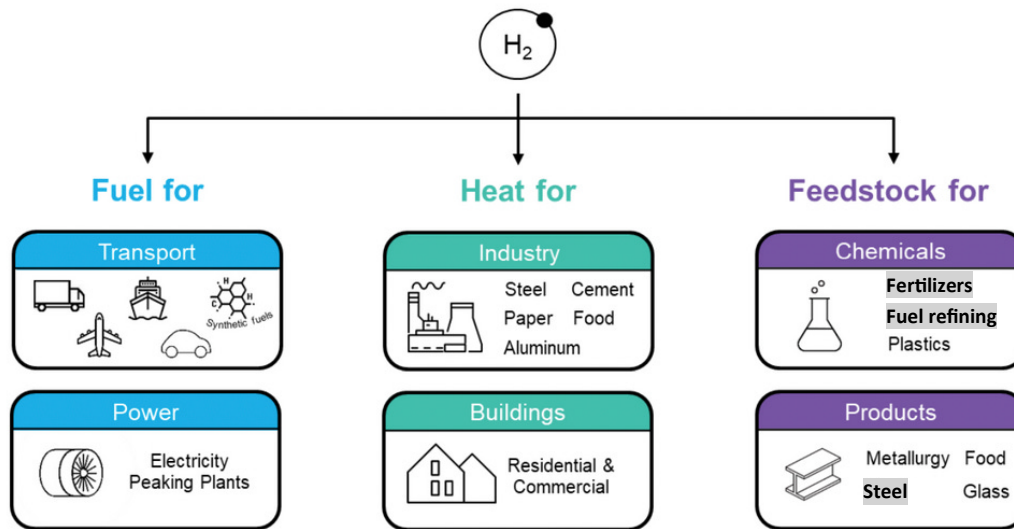 H₂
Fuel for
Transport
C H H
Synthetic fuels
Power
Electricity
Peaking Plants
Heat for
Industry
Steel Cement
Paper Food
Aluminum
Buildings
Residential &
Commercial
Feedstock for
Chemicals
Fertilizers
Fuel refining
Plastics
Products
Metallurgy Food
Steel Glass